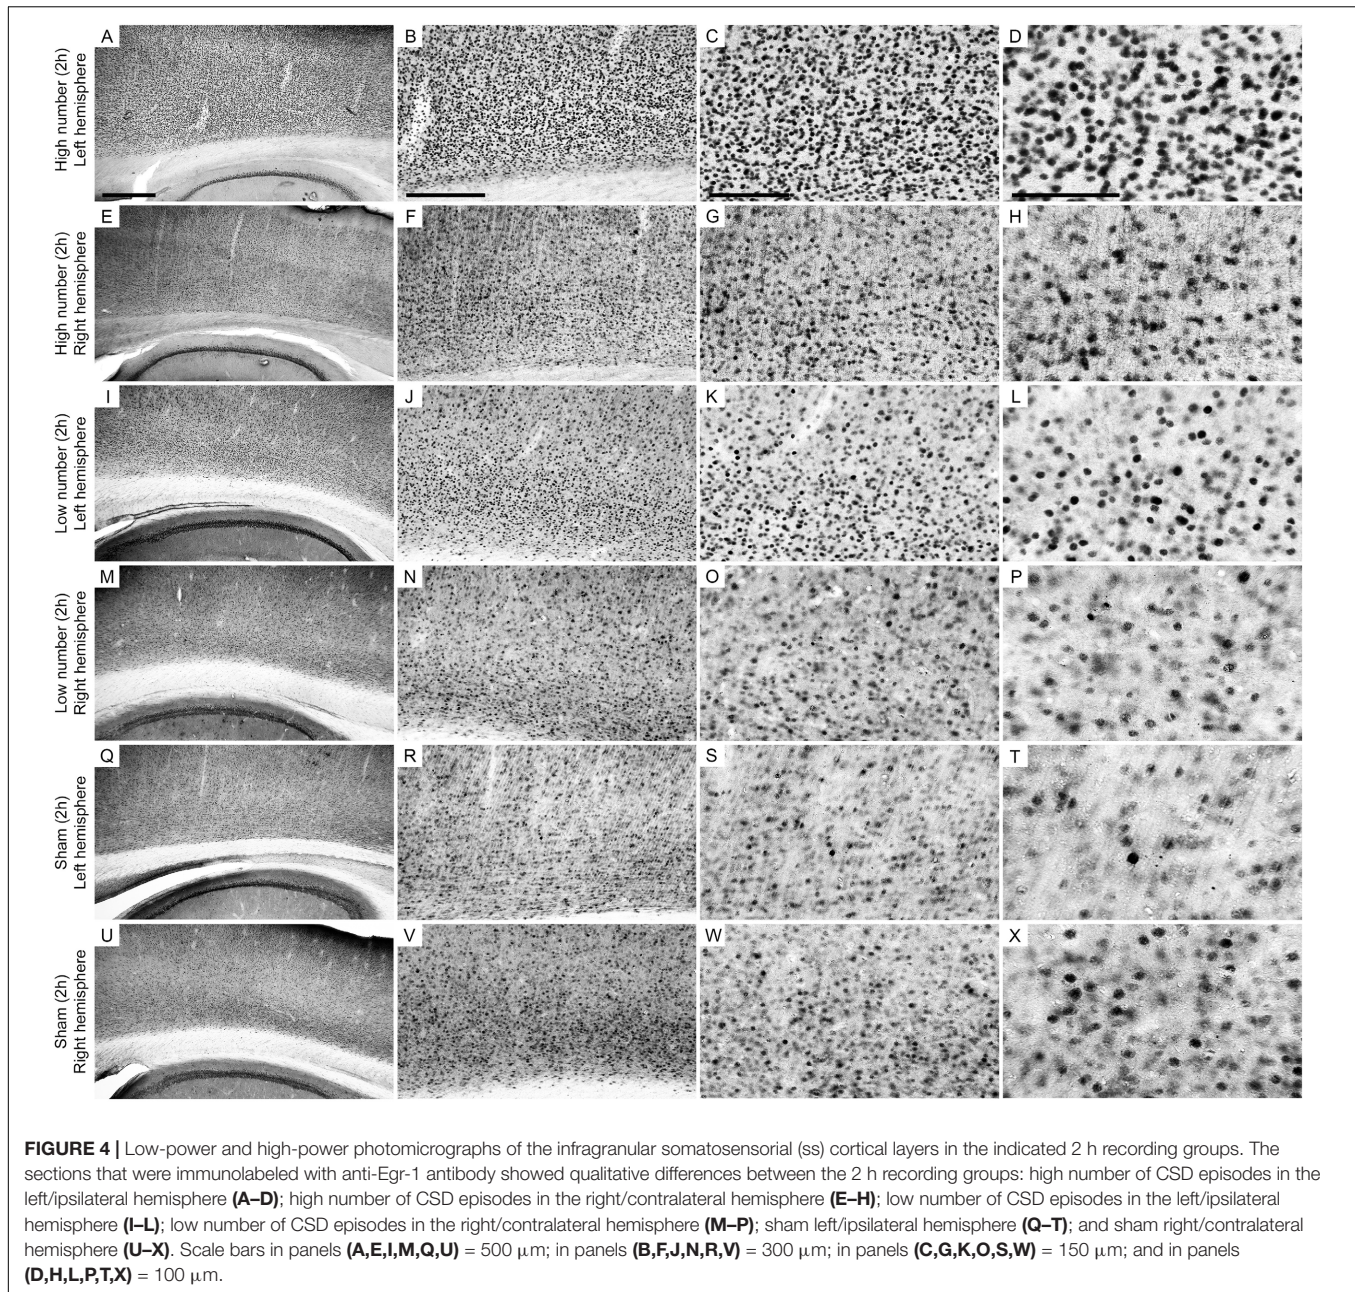 High number (2h)
Left hemisphere
A
B
C
D
High number (2h)
Right hemisphere
E
F
G
H
Low number (2h)
Left hemisphere
I
J
K
L
Low number (2h)
Right hemisphere
M
N
O
P
Sham (2h)
Left hemisphere
Q
R
S
T
Sham (2h)
Right hemisphere
U
V
W
X
FIGURE 4 | Low-power and high-power photomicrographs of the infragranular somatosensorial (ss) cortical layers in the indicated 2 h recording groups. The
sections that were immunolabeled with anti-Egr-1 antibody showed qualitative differences between the 2 h recording groups: high number of CSD episodes in the
left/ipsilateral hemisphere (A–D); high number of CSD episodes in the right/contralateral hemisphere (E–H); low number of CSD episodes in the left/ipsilateral
hemisphere (I–L); low number of CSD episodes in the right/contralateral hemisphere (M–P); sham left/ipsilateral hemisphere (Q–T); and sham right/contralateral
hemisphere (U–X). Scale bars in panels (A,E,I,M,Q,U) = 500 μm; in panels (B,F,J,N,R,V) = 300 μm; in panels (C,G,K,O,S,W) = 150 μm; and in panels
(D,H,L,P,T,X) = 100 μm.